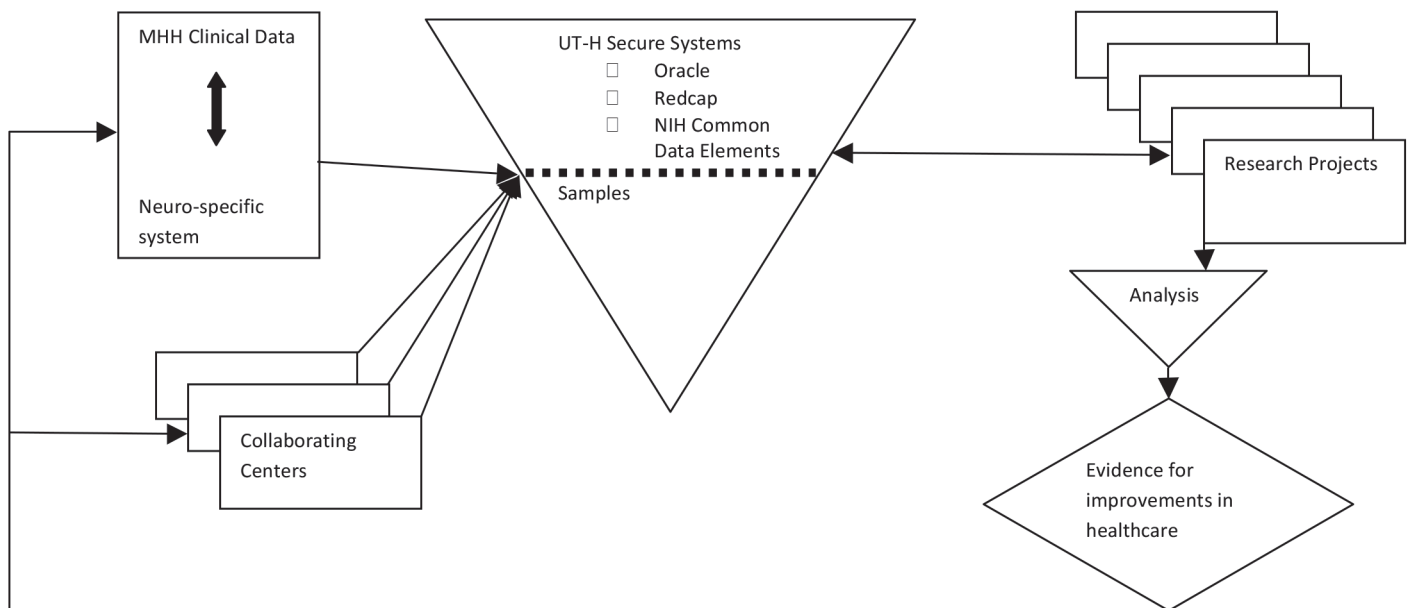 MHH Clinical Data
Neuro-specific
system
UT-H Secure Systems
Oracle
Redcap
NIH Common
Data Elements
Samples
Research Projects
Analysis
Collaborating
Centers
Evidence for
improvements in
healthcare